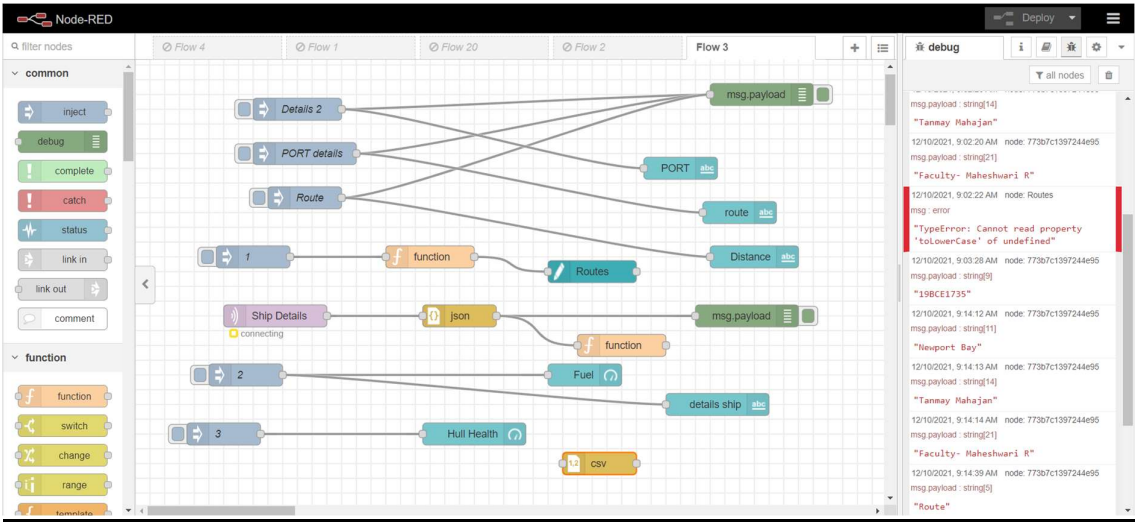 Node-RED
Deploy
filter nodes
Flow 4
Flow 1
Flow 20
Flow 2
Flow 3
debug
i
all nodes
common
inject
debug
complete
catch
status
link in
link out
comment
function
function
switch
change
range
template
Details 2
msg.payload
PORT details
PORT abc
Route
route abc
1
function
Distance abc
Routes
Ship Details
connecting
json
msg.payload
function
2
Fuel
details ship abc
3
Hull Health
1,2 csv
msg.payload : string[14]
"Tanmay Mahajan"
12/10/2021, 9:02:20 AM node: 773b7c1397244e95
msg.payload : string[21]
"Faculty- Maheshwari R"
12/10/2021, 9:02:22 AM node: Routes
msg : error
"TypeError: Cannot read property
'toLowerCase' of undefined"
12/10/2021, 9:03:28 AM node: 773b7c1397244e95
msg.payload : string[9]
"19BCE1735"
12/10/2021, 9:14:12 AM node: 773b7c1397244e95
msg.payload : string[11]
"Newport Bay"
12/10/2021, 9:14:13 AM node: 773b7c1397244e95
msg.payload : string[14]
"Tanmay Mahajan"
12/10/2021, 9:14:14 AM node: 773b7c1397244e95
msg.payload : string[21]
"Faculty- Maheshwari R"
12/10/2021, 9:14:39 AM node: 773b7c1397244e95
msg.payload : string[5]
"Route"